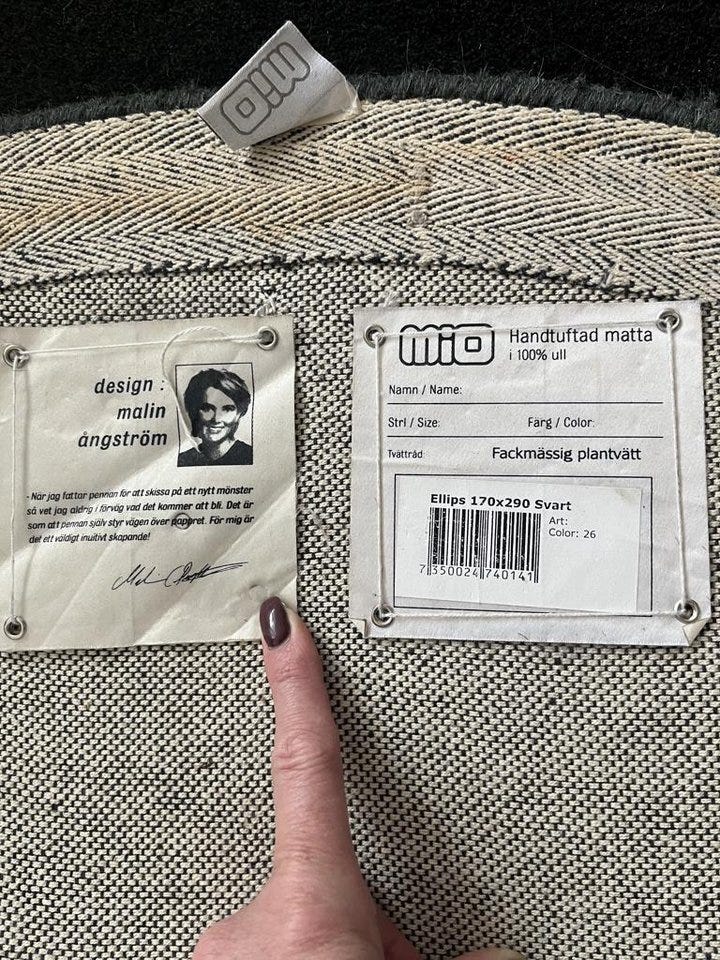 mio
design :
malin
ångström
- När jag fattar pennan för att skissa på ett nytt mönster
så vet jag aldrig i förväg vad det kommer att bli. Det är
som att pennan själv styr vägen över pappret. För mig är
det ett väldigt inuitivt skapande!
mio
Handtuftad matta
i 100% ull
Namn / Name:
Strl / Size:
Färg / Color:
Tvättråd:
Fackmässig plantvätt
Ellips 170x290 Svart
Art:
Color: 26
7 350024 740141